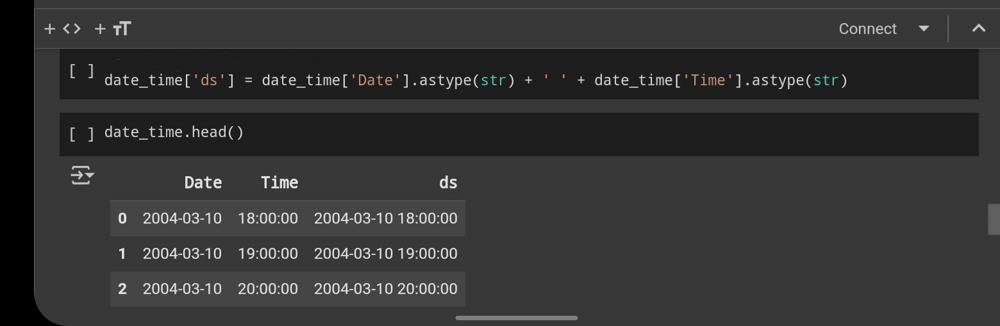 + <> + TT Connect
[ ] date_time['ds'] = date_time['Date'].astype(str) + ' ' + date_time['Time'].astype(str)
[ ] date_time.head()
Date Time ds
0 2004-03-10 18:00:00 2004-03-10 18:00:00
1 2004-03-10 19:00:00 2004-03-10 19:00:00
2 2004-03-10 20:00:00 2004-03-10 20:00:00